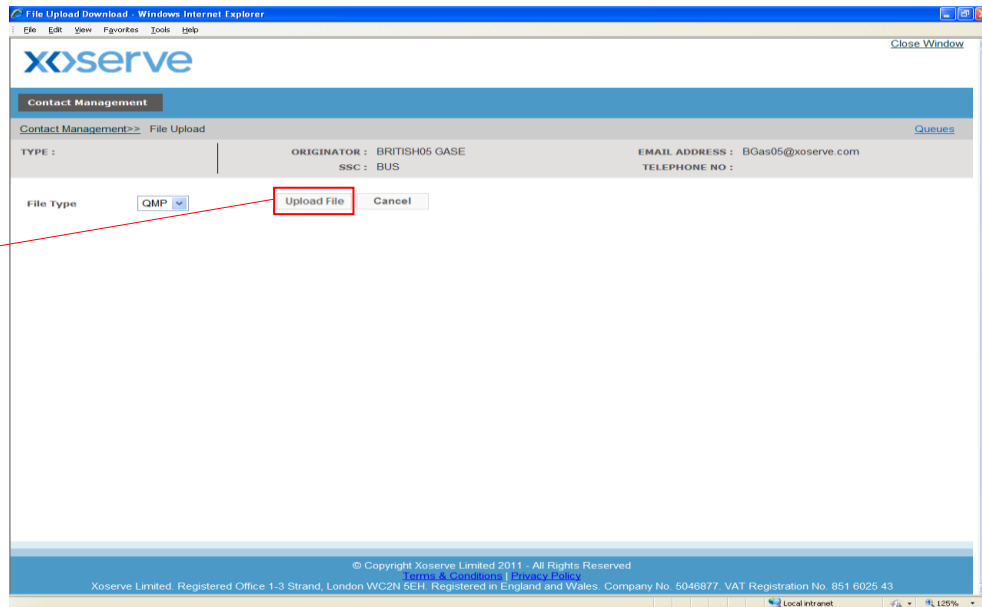 File Upload Download - Windows Internet Explorer
File Edit View Favorites Tools Help
Close Window
xoserve
Contact Management
Contact Management>> File Upload Queues
TYPE : ORIGINATOR : BRITISH05 GASE EMAIL ADDRESS : BGas05@xoserve.com
SSC : BUS TELEPHONE NO :
File Type QMP Upload File Cancel
© Copyright Xoserve Limited 2011 - All Rights Reserved
Terms & Conditions | Privacy Policy
Xoserve Limited. Registered Office 1-3 Strand, London WC2N 5EH. Registered in England and Wales. Company No. 5046877. VAT Registration No. 851 6025 43
Local intranet 125%